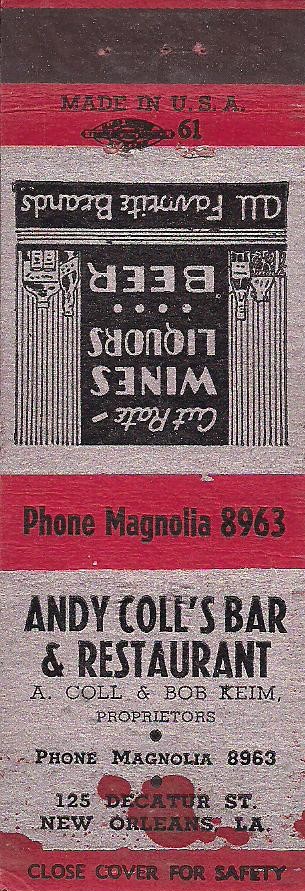 MADE IN U.S.A.
61
Cut Rate –
WINES
LIQUORS
BEER
All Favorite Brands
Phone Magnolia 8963
ANDY COLL'S BAR
& RESTAURANT
A. COLL & BOB KEIM,
PROPRIETORS
PHONE MAGNOLIA 8963
125 DECATUR ST.
NEW ORLEANS, LA.
CLOSE COVER FOR SAFETY